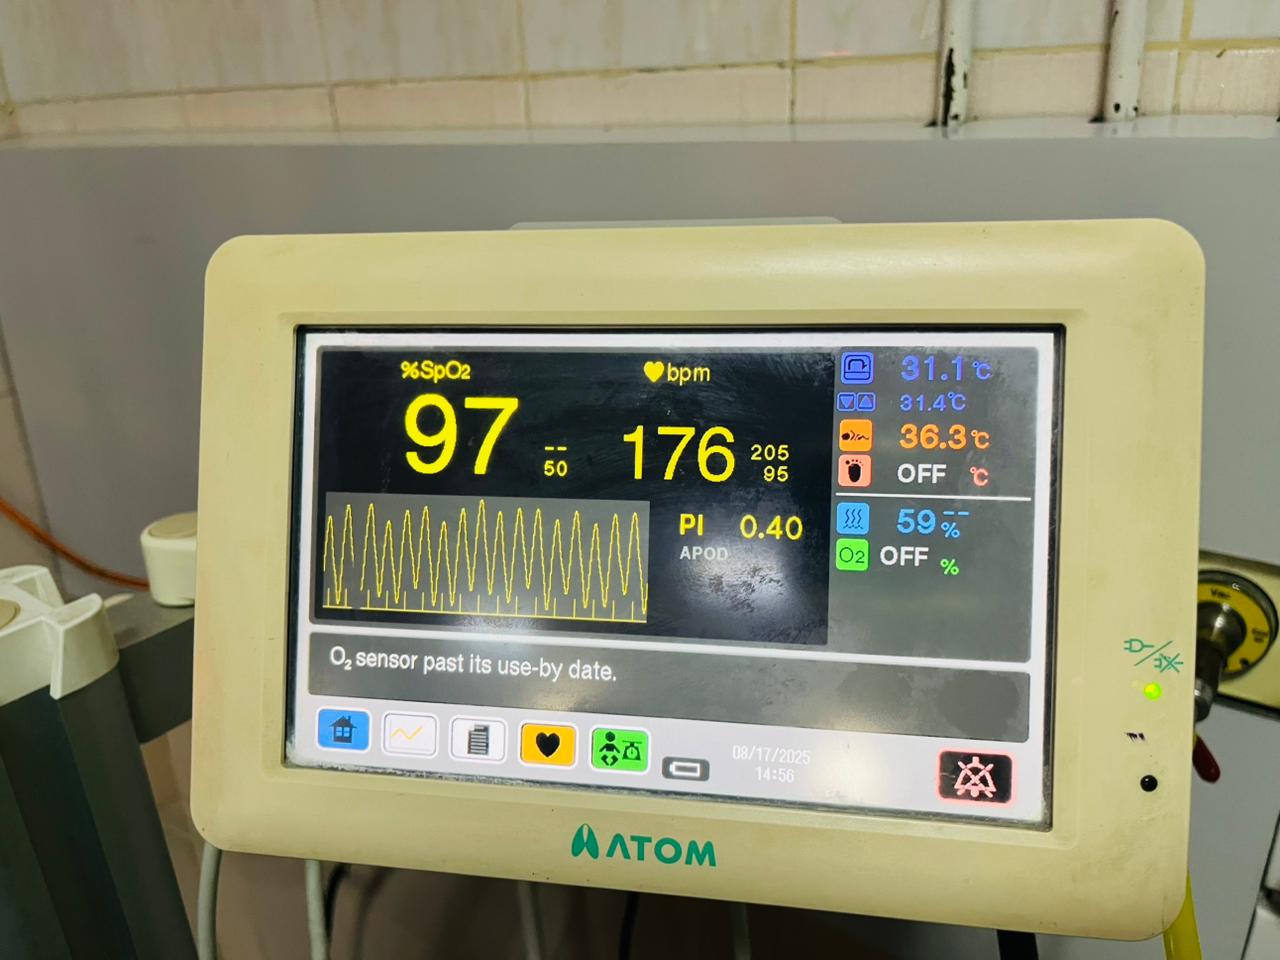 %SpO2
97
--
50
bpm
176
205
95
PI 0.40
APOD
31.1 ℃
31.4℃
36.3 ℃
OFF ℃
59 -- %
O2 OFF %
O2 sensor past its use-by date.
08/17/2025
14:56
ATOM